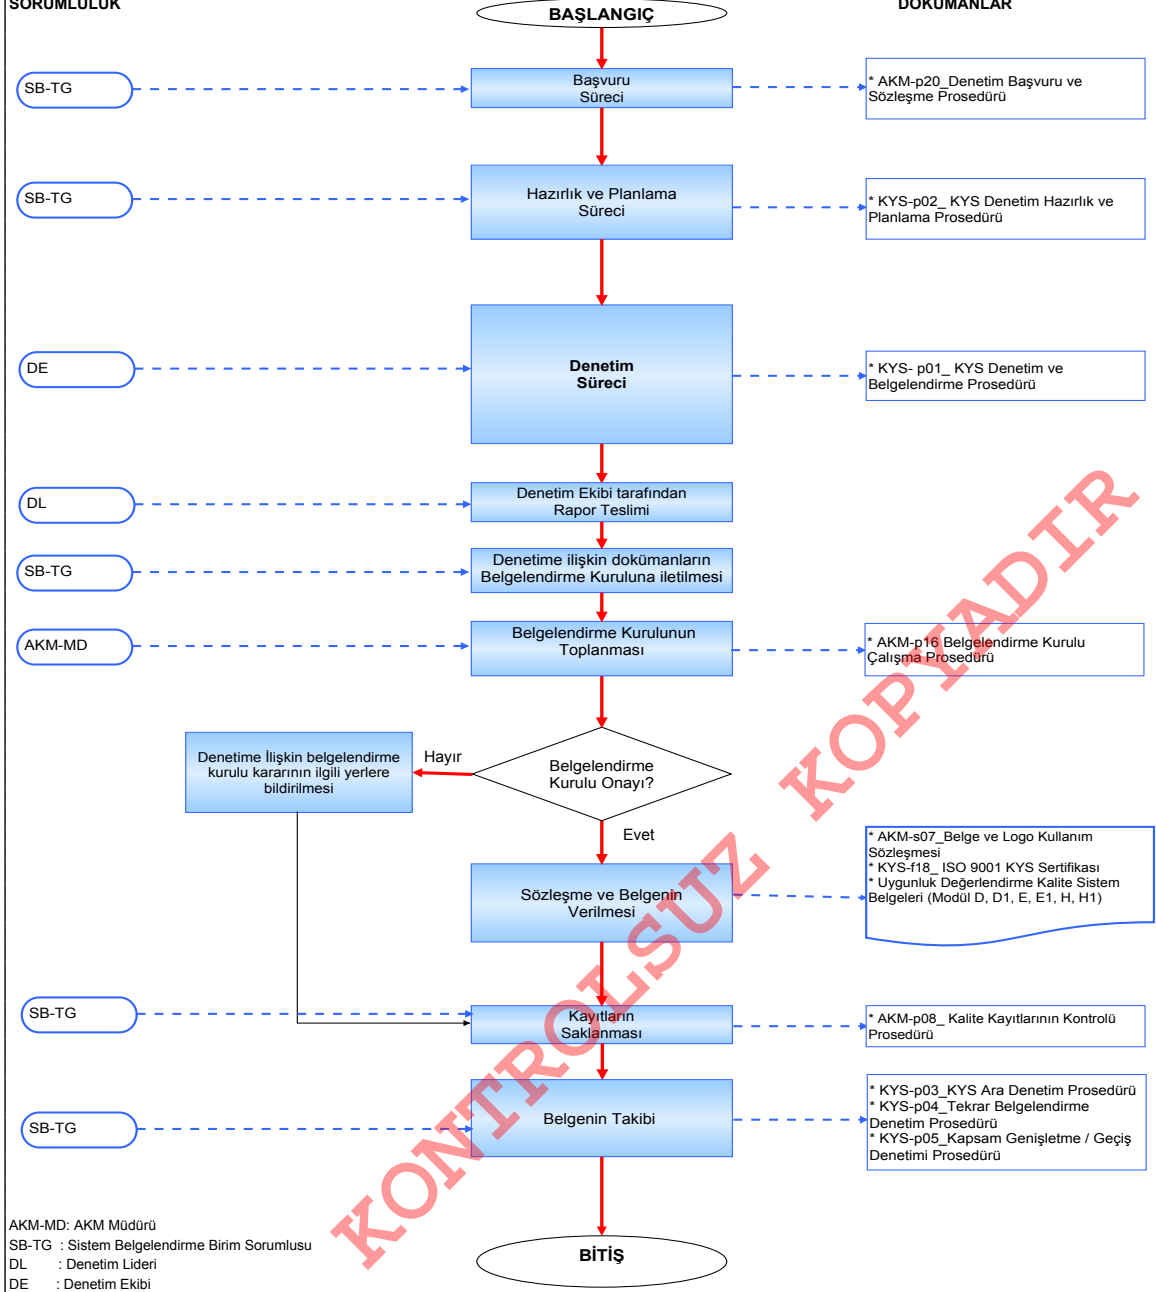 SORUMLULUK
BAŞLANGIÇ
DOKÜMANLAR
SB-TG
Başvuru
Süreci
* AKM-p20_Denetim Başvuru ve
Sözleşme Prosedürü
SB-TG
Hazırlık ve Planlama
Süreci
* KYS-p02_ KYS Denetim Hazırlık ve
Planlama Prosedürü
DE
Denetim
Süreci
* KYS- p01_ KYS Denetim ve
Belgelendirme Prosedürü
DL
Denetim Ekibi tarafından
Rapor Teslimi
SB-TG
Denetime ilişkin dokümanların
Belgelendirme Kuruluna iletilmesi
AKM-MD
Belgelendirme Kurulunun
Toplanması
* AKM-p16 Belgelendirme Kurulu
Çalışma Prosedürü
Denetime İlişkin belgelendirme
kurulu kararının ilgili yerlere
bildirilmesi
Hayır
Belgelendirme
Kurulu Onayı?
Evet
Sözleşme ve Belgenin
Verilmesi
* AKM-s07_Belge ve Logo Kullanım
Sözleşmesi
* KYS-f18_ ISO 9001 KYS Sertifikası
* Uygunluk Değerlendirme Kalite Sistem
Belgeleri (Modül D, D1, E, E1, H, H1)
SB-TG
Kayıtların
Saklanması
* AKM-p08_ Kalite Kayıtlarının Kontrolü
Prosedürü
SB-TG
Belgenin Takibi
* KYS-p03_KYS Ara Denetim Prosedürü
* KYS-p04_Tekrar Belgelendirme
Denetim Prosedürü
* KYS-p05_Kapsam Genişletme / Geçiş
Denetimi Prosedürü
BİTİŞ
AKM-MD: AKM Müdürü
SB-TG : Sistem Belgelendirme Birim Sorumlusu
DL : Denetim Lideri
DE : Denetim Ekibi
KONTROLSUZ KOPYADIR